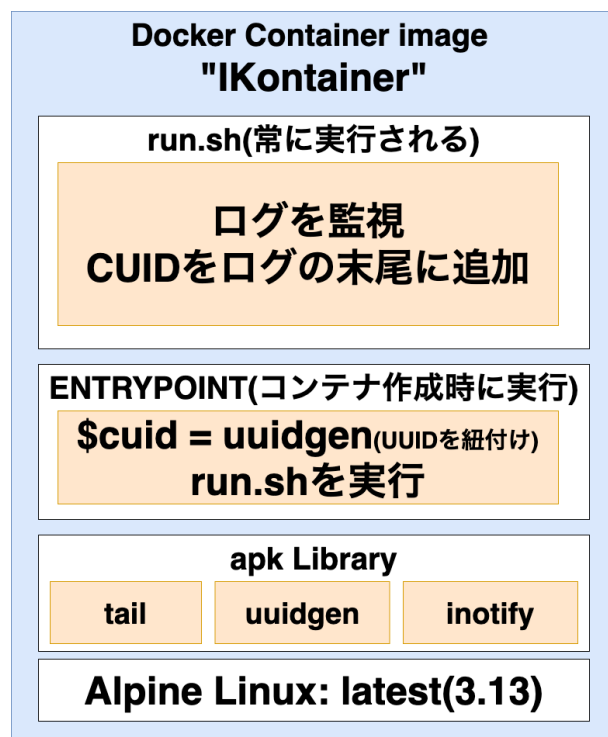 Docker Container image
"IKontainer"
run.sh(常に実行される)
ログを監視
CUIDをログの末尾に追加
ENTRYPOINT(コンテナ作成時に実行)
$cuid = uuidgen(UUIDを紐付け)
run.shを実行
apk Library
tail
uuidgen
inotify
Alpine Linux: latest(3.13)